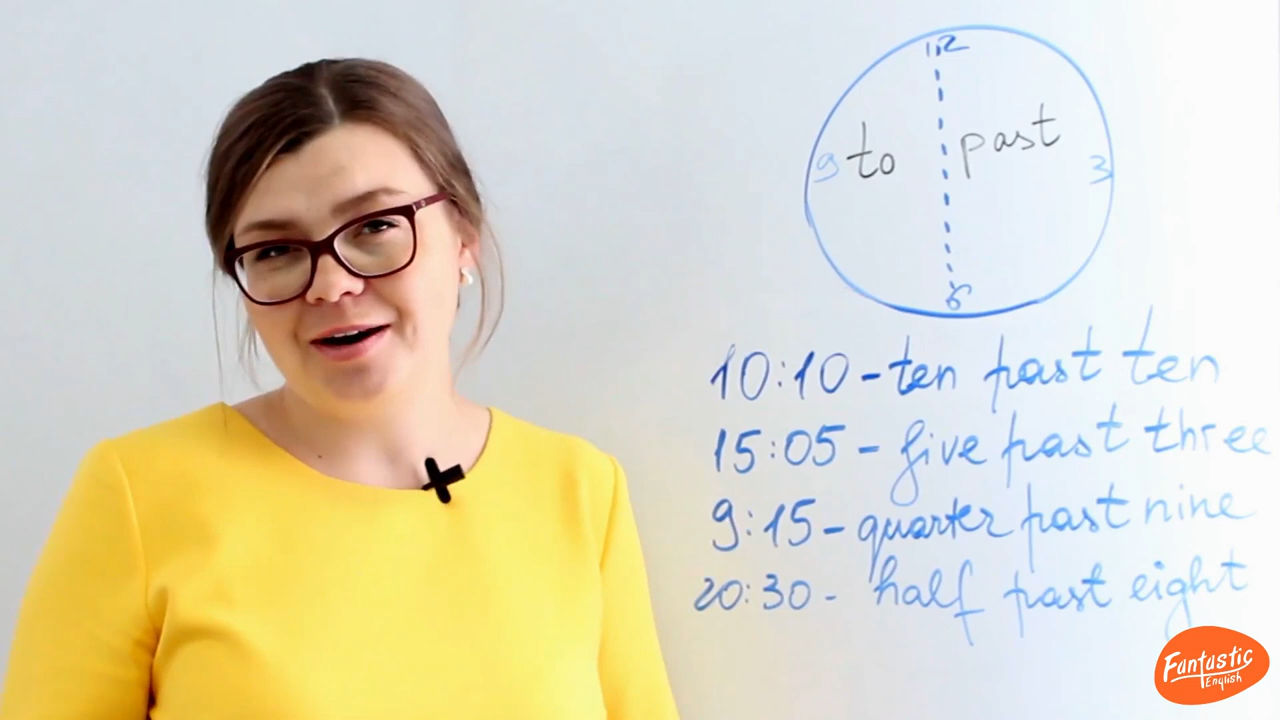 12
to past
9 3
6
10:10 - ten past ten
15:05 - five past three
9:15 - quarter past nine
20:30 - half past eight
Fantastic
English